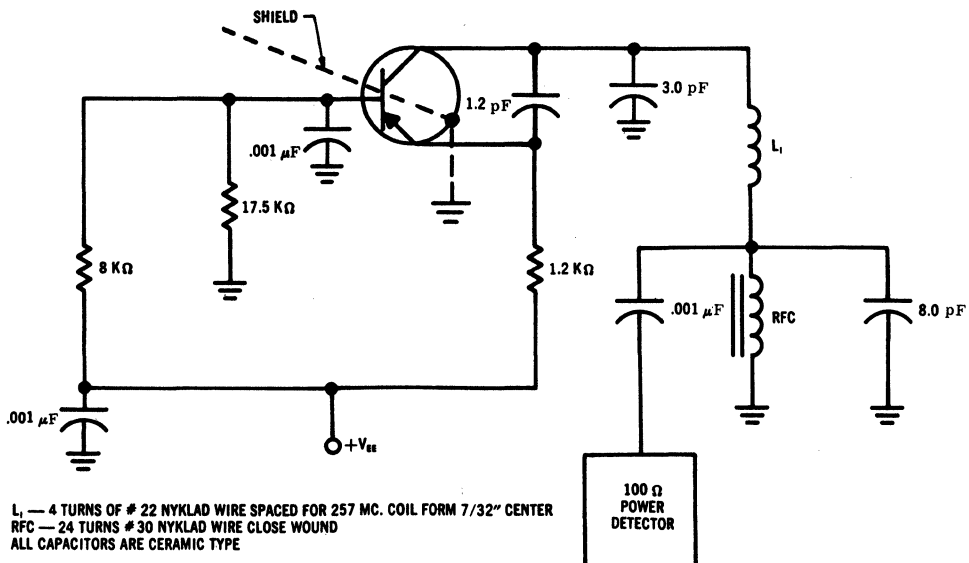 SHIELD
1.2 pF
3.0 pF
L₁
.001 µF
17.5 KΩ
8 KΩ
1.2 KΩ
.001 µF
RFC
8.0 pF
.001 µF
+VEE
100 Ω
POWER
DETECTOR
L₁ — 4 TURNS OF # 22 NYKLAD WIRE SPACED FOR 257 MC. COIL FORM 7/32" CENTER
RFC — 24 TURNS # 30 NYKLAD WIRE CLOSE WOUND
ALL CAPACITORS ARE CERAMIC TYPE